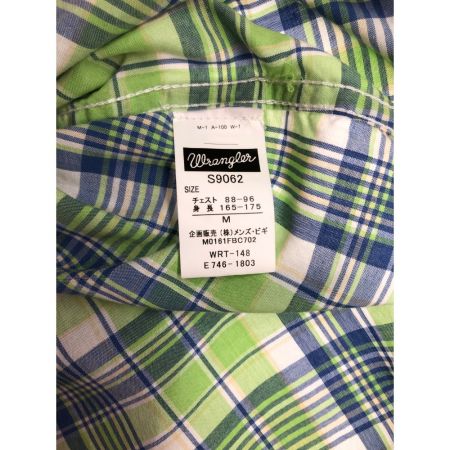 M-1 A-100 W-1
Wrangler
S9062
SIZE
チェスト 88-96
身 長 165-175
M
企画販売 (株)メンズ・ビギ
M0161FBC702
WRT-148
E746-1803